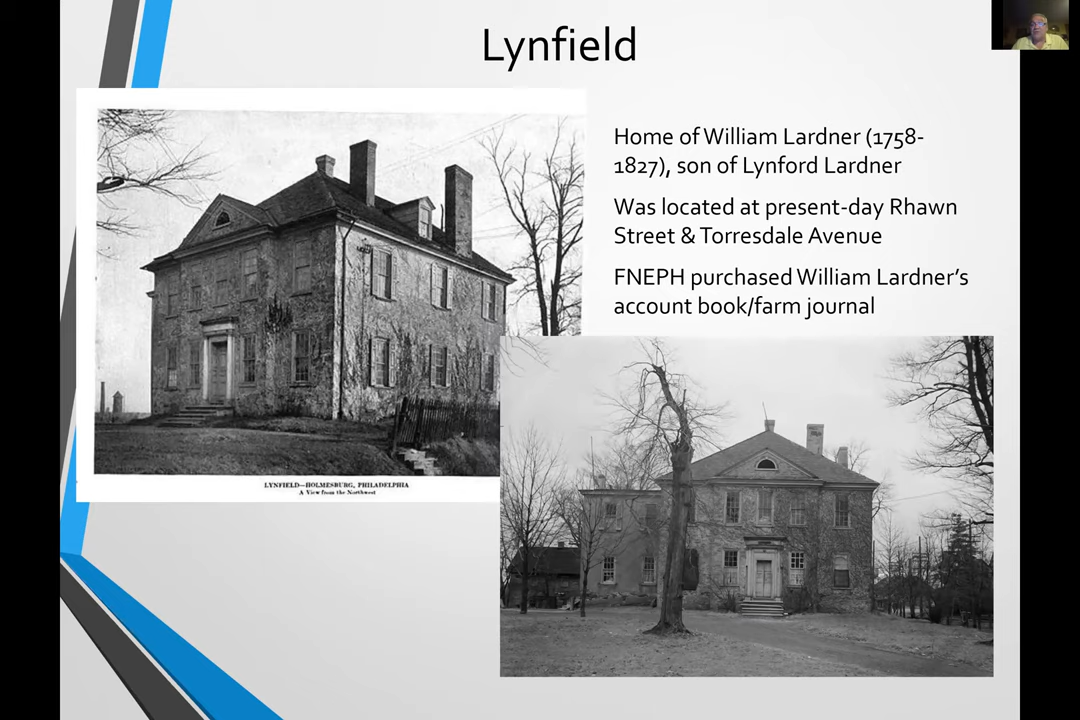 Lynfield
Home of William Lardner (1758-
1827), son of Lynford Lardner
Was located at present-day Rhawn
Street & Torresdale Avenue
FNEPH purchased William Lardner's
account book/farm journal
LYNFIELD—HOLMESBURG, PHILADELPHIA
A View from the Northwest